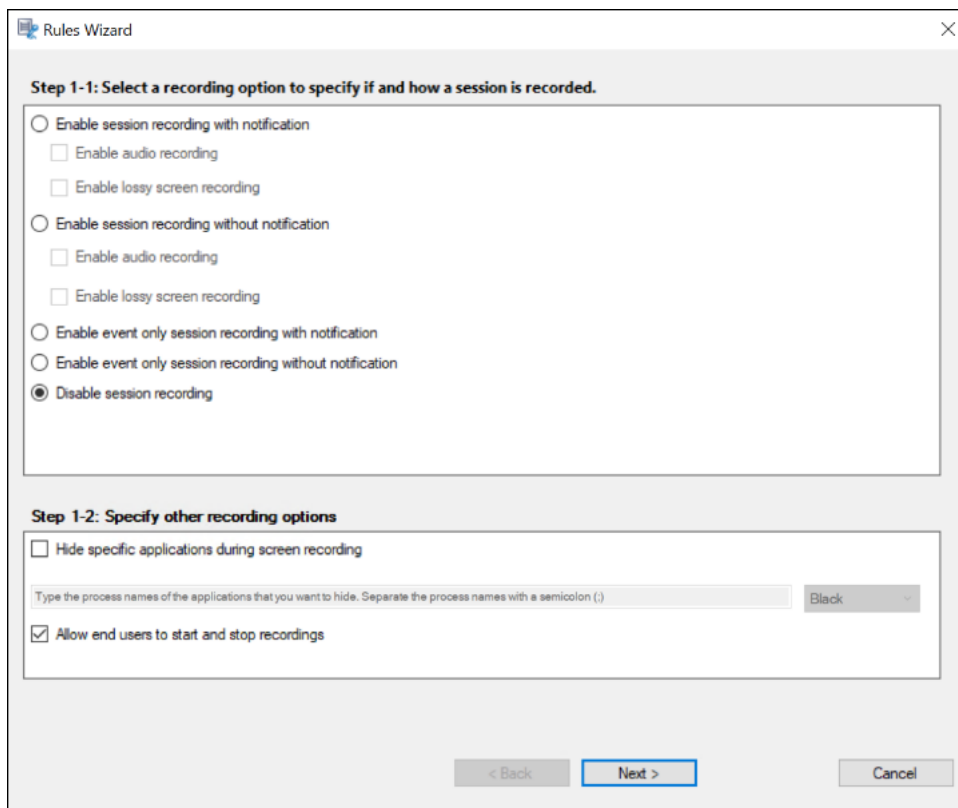 Rules Wizard
Step 1-1: Select a recording option to specify if and how a session is recorded.
Enable session recording with notification
Enable audio recording
Enable lossy screen recording
Enable session recording without notification
Enable audio recording
Enable lossy screen recording
Enable event only session recording with notification
Enable event only session recording without notification
Disable session recording
Step 1-2: Specify other recording options
Hide specific applications during screen recording
Type the process names of the applications that you want to hide. Separate the process names with a semicolon (;)
Black
Allow end users to start and stop recordings
< Back
Next >
Cancel